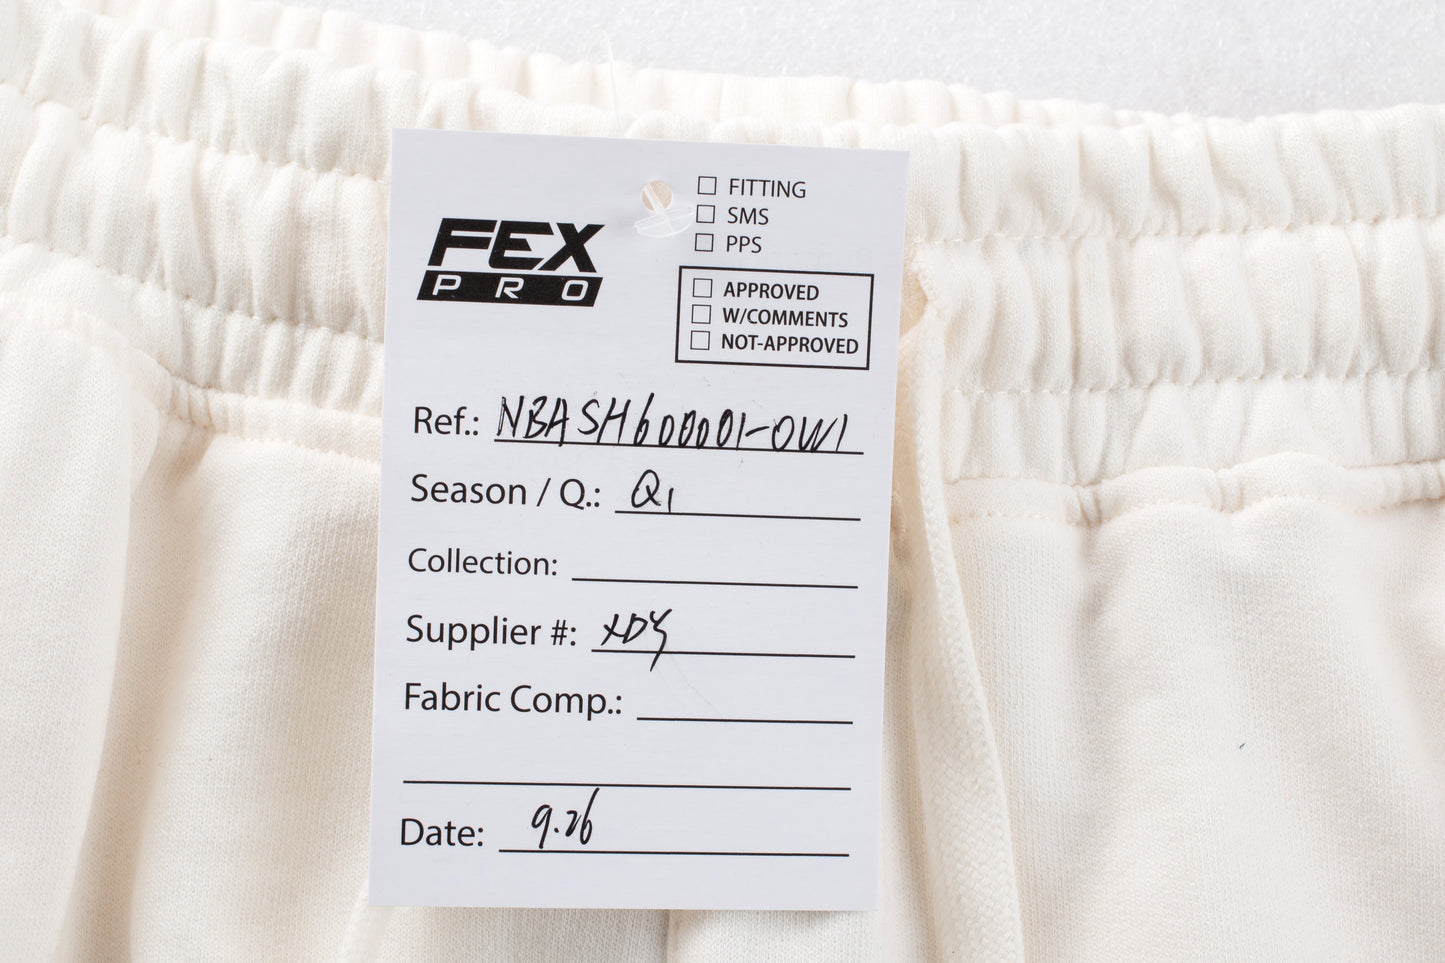 FEX
PRO
FITTING
SMS
PPS
APPROVED
W/COMMENTS
NOT-APPROVED
Ref.: NBASH600001-OW1
Season / Q.: Q1
Collection:
Supplier #: XDY
Fabric Comp.:
Date: 9.26